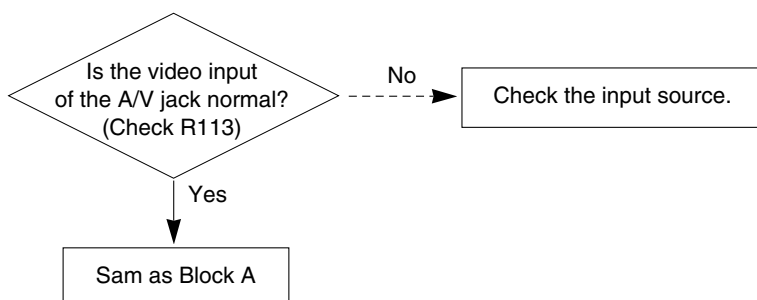 Is the video input
of the A/V jack normal?
(Check R113)
No
Check the input source.
Yes
Sam as Block A